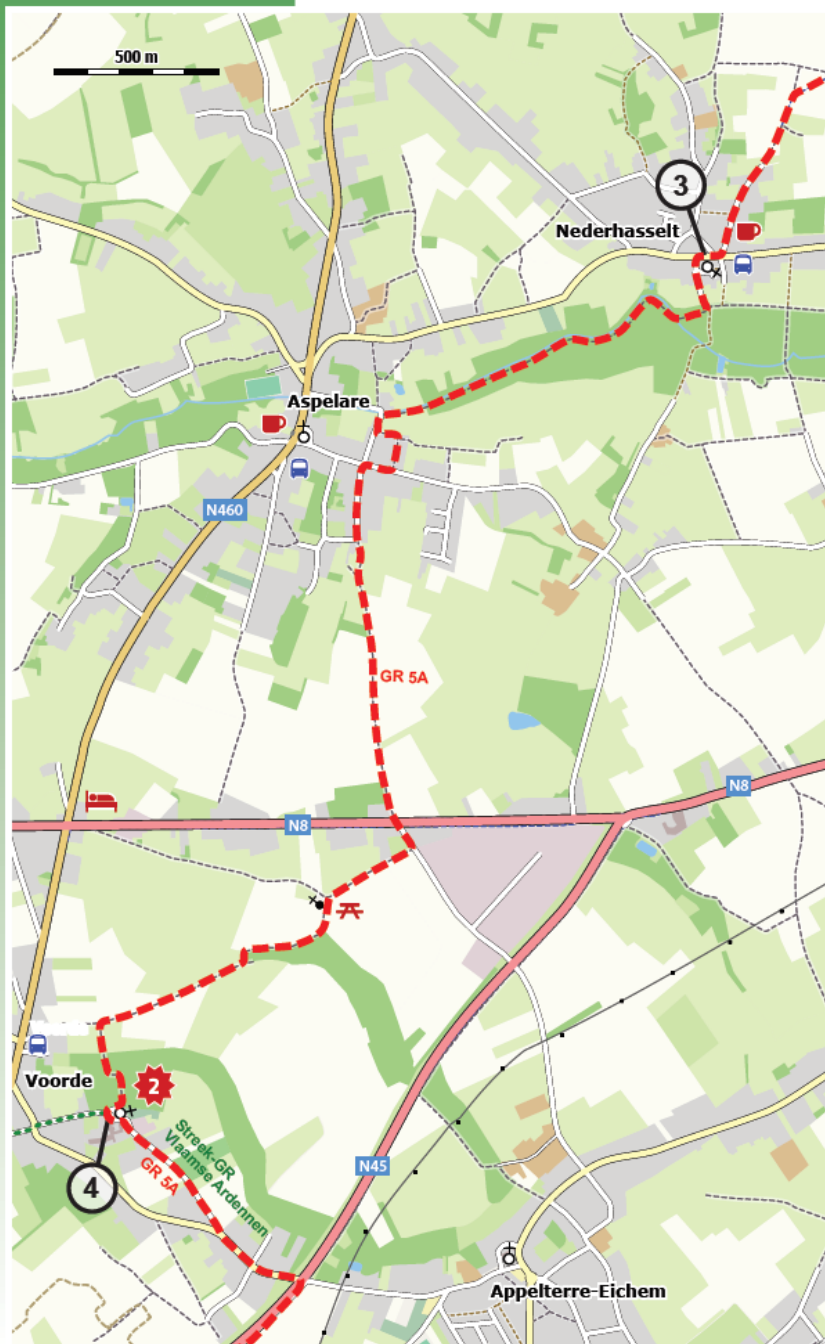 500 m
3
Nederhasselt
Aspelare
N460
GR 5A
N8
N8
Voorde
2
Streek-GR
Vlaamse Ardennen
GR 5A
4
N45
Appelterre-Eichem